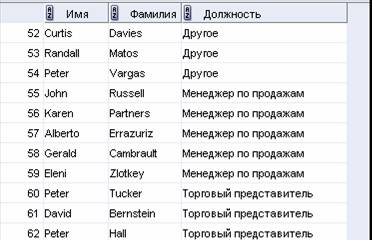 Имя Фамилия Должность
52 Curtis Davies Другое
53 Randall Matos Другое
54 Peter Vargas Другое
55 John Russell Менеджер по продажам
56 Karen Partners Менеджер по продажам
57 Alberto Errazuriz Менеджер по продажам
58 Gerald Cambrault Менеджер по продажам
59 Eleni Zlotkey Менеджер по продажам
60 Peter Tucker Торговый представитель
61 David Bernstein Торговый представитель
62 Peter Hall Торговый представитель